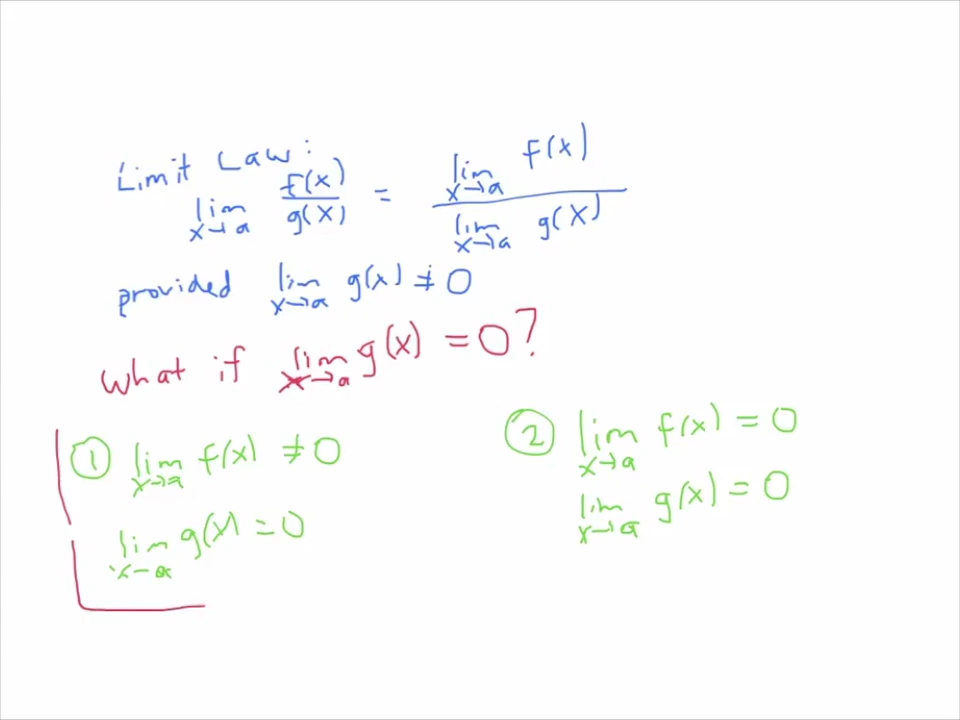 Limit Law:
lim x→a f(x)/g(x) = lim x→a f(x) / lim x→a g(x)
provided lim x→a g(x) ≠ 0
What if lim x→a g(x) = 0?
① lim x→a f(x) ≠ 0
lim x→a g(x) = 0
② lim x→a f(x) = 0
lim x→a g(x) = 0